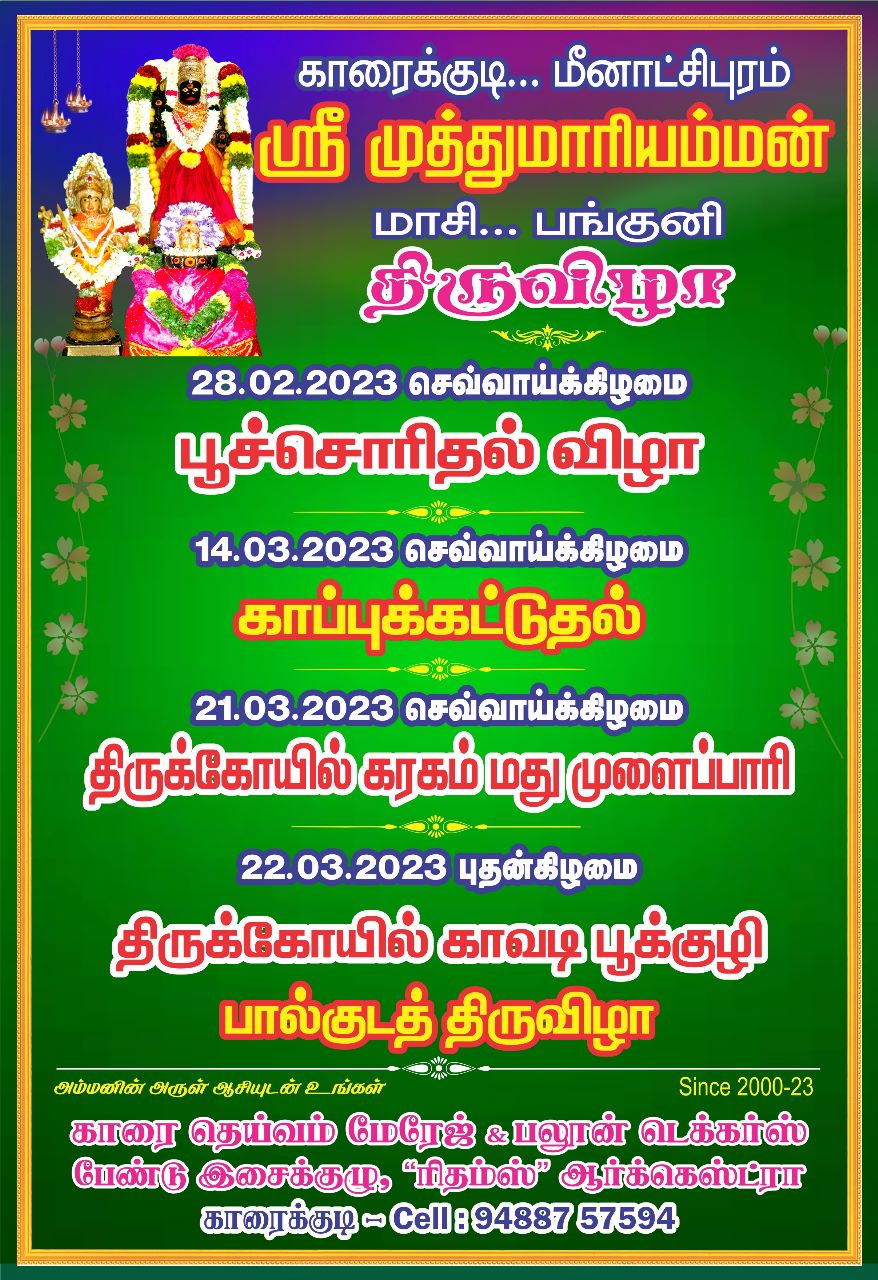 காரைக்குடி... மீனாட்சிபுரம்
ஸ்ரீ முத்துமாரியம்மன்
மாசி... பங்குனி
திருவிழா
28.02.2023 செவ்வாய்க்கிழமை
பூச்சொரிதல் விழா
14.03.2023 செவ்வாய்க்கிழமை
காப்புக்கட்டுதல்
21.03.2023 செவ்வாய்க்கிழமை
திருக்கோயில் கரகம் மது முளைப்பாரி
22.03.2023 புதன்கிழமை
திருக்கோயில் காவடி பூக்குழி
பால்குடத் திருவிழா
அம்மனின் அருள் ஆசியுடன் உங்கள்
Since 2000-23
காரை தெய்வம் மேரேஜ் & பலூன் டெக்கர்ஸ்
பேண்டு இசைக்குழு, “ரிதம்ஸ்” ஆர்க்கெஸ்ட்ரா
காரைக்குடி – Cell : 94887 57594